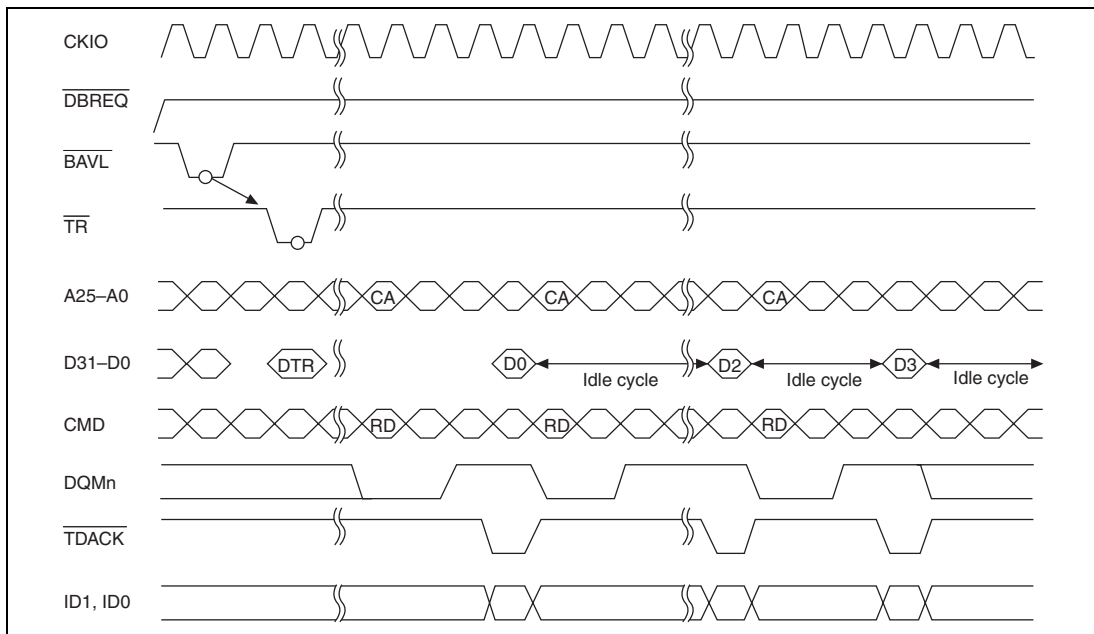 CKIO
DBREQ
BAVL
TR
A25–A0 CA CA CA
D31–D0 DTR D0 Idle cycle D2 Idle cycle D3 Idle cycle
CMD RD RD RD
DQMn
TDACK
ID1, ID0